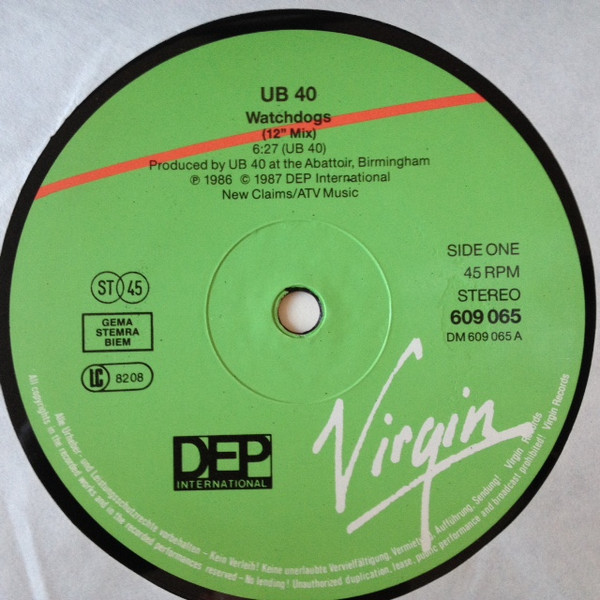 UB 40
Watchdogs
(12" Mix)
6:27 (UB 40)
Produced by UB 40 at the Abattoir, Birmingham
℗ 1986 © 1987 DEP International
New Claims/ATV Music
SIDE ONE
45 RPM
STEREO
609 065
DM 609 065 A
ST 45
GEMA
STEMRA
BIEM
LC 8208
DEP
INTERNATIONAL
Virgin
Alle Urheber- und Leistungsschutzrechte vorbehalten – Kein Verleih! Keine unerlaubte Vervielfältigung, Vermietung, Aufführung, Sendung! Virgin Records
All copyrights in the recorded works and in the recorded performances reserved – No lending! Unauthorized duplication, lease, public performance and broadcast prohibited! Virgin Records